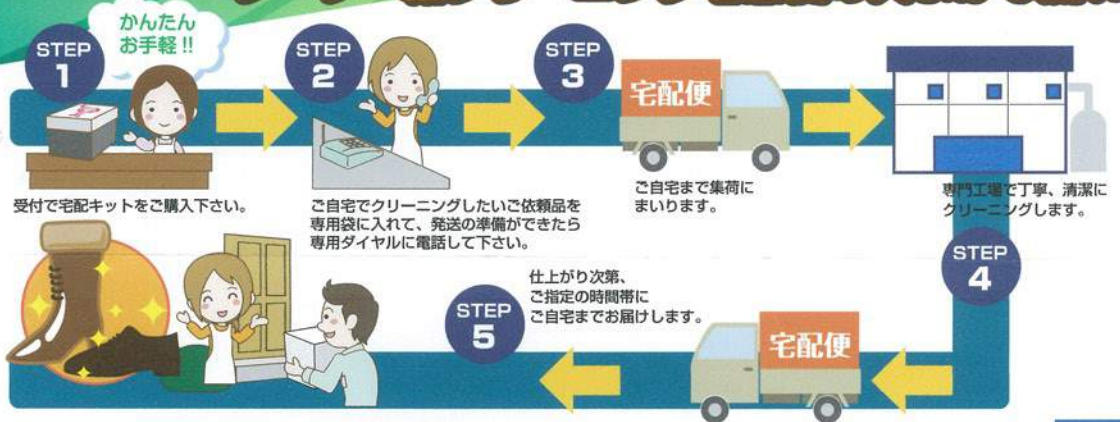 かんたん
お手軽!!
STEP
1
受付で宅配キットをご購入下さい。
STEP
2
ご自宅でクリーニングしたいご依頼品を
専用袋に入れて、発送の準備ができたら
専用ダイヤルに電話して下さい。
STEP
3
宅配便
ご自宅まで集荷に
まいります。
専門工場で丁寧、清潔に
クリーニングします。
STEP
4
宅配便
STEP
5
仕上がり次第、
ご指定の時間帯に
ご自宅までお届けします。